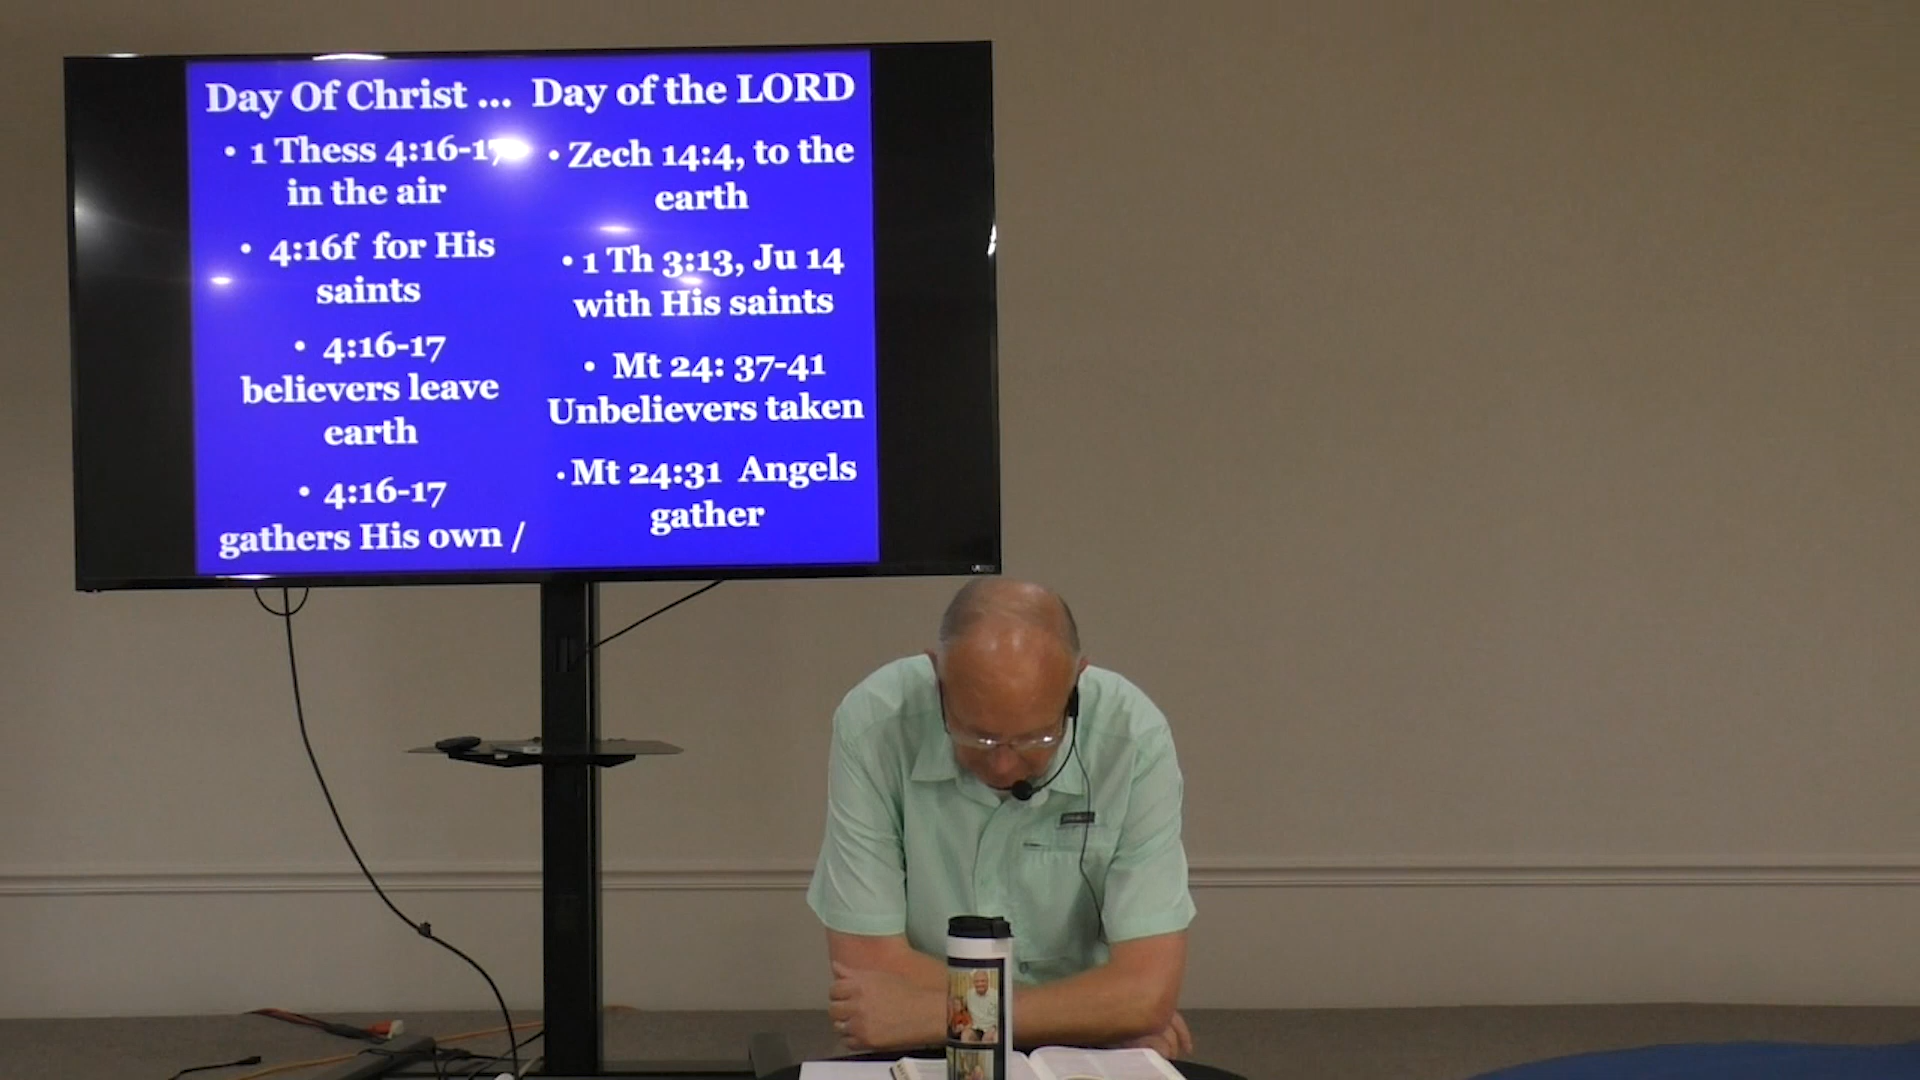 Day Of Christ ... Day of the LORD
• 1 Thess 4:16-17
in the air
• 4:16f for His
saints
• 4:16-17
believers leave
earth
• 4:16-17
gathers His own /
• Zech 14:4, to the
earth
• 1 Th 3:13, Ju 14
with His saints
• Mt 24: 37-41
Unbelievers taken
• Mt 24:31 Angels
gather